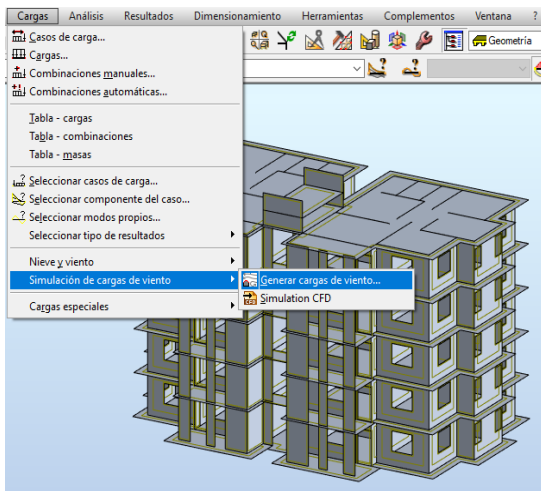 Cargas Análisis Resultados Dimensionamiento Herramientas Complementos Ventana ?
Casos de carga...
Cargas...
Geometría
Combinaciones manuales...
Combinaciones automáticas...
Tabla - cargas
Tabla - combinaciones
Tabla - masas
Seleccionar casos de carga...
Seleccionar componente del caso...
Seleccionar modos propios...
Seleccionar tipo de resultados
Nieve y viento
Simulación de cargas de viento
Generar cargas de viento...
Simulation CFD
Cargas especiales